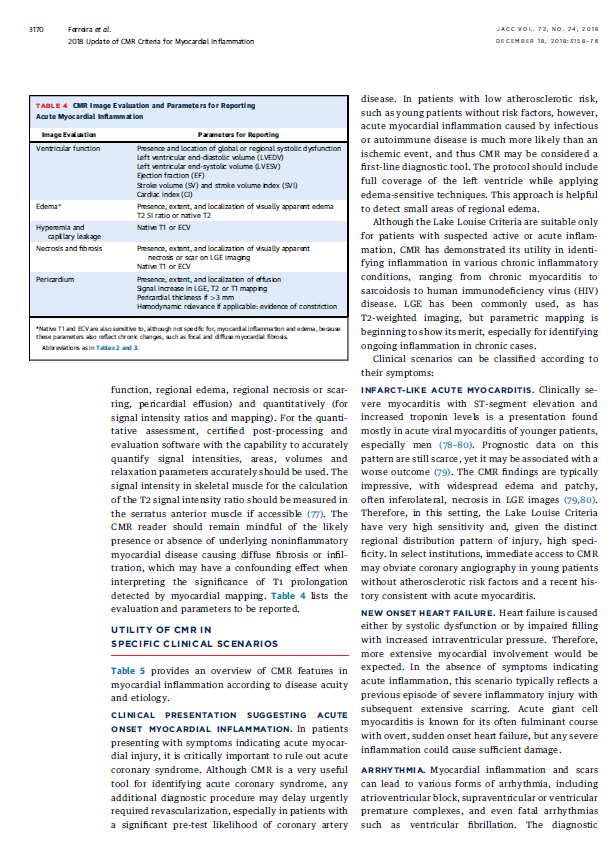 3170
Ferreira et al.
2018 Update of CMR Criteria for Myocardial Inflammation
JACC VOL. 72, NO. 24, 2018
DECEMBER 18, 2018:3158–76
TABLE 4 CMR Image Evaluation and Parameters for Reporting
Acute Myocardial Inflammation
Image Evaluation Parameters for Reporting
Ventricular function Presence and location of global or regional systolic dysfunction
Left ventricular end-diastolic volume (LVEDV)
Left ventricular end-systolic volume (LVESV)
Ejection fraction (EF)
Stroke volume (SV) and stroke volume index (SVI)
Cardiac index (CI)
Edema* Presence, extent, and localization of visually apparent edema
T2 SI ratio or native T2
Hyperemia and Native T1 or ECV
capillary leakage
Necrosis and fibrosis Presence, extent, and localization of visually apparent
necrosis or scar on LGE imaging
Native T1 or ECV
Pericardium Presence, extent, and localization of effusion
Signal increase in LGE, T2 or T1 mapping
Pericardial thickness if >3 mm
Hemodynamic relevance if applicable: evidence of constriction
*Native T1 and ECV are also sensitive to, although not specific for, myocardial inflammation and edema, because
these parameters also reflect chronic changes, such as focal and diffuse myocardial fibrosis.
Abbreviations as in Tables 2 and 3.
function, regional edema, regional necrosis or scar-
ring, pericardial effusion) and quantitatively (for
signal intensity ratios and mapping). For the quanti-
tative assessment, certified post-processing and
evaluation software with the capability to accurately
quantify signal intensities, areas, volumes and
relaxation parameters accurately should be used. The
signal intensity in skeletal muscle for the calculation
of the T2 signal intensity ratio should be measured in
the serratus anterior muscle if accessible (77). The
CMR reader should remain mindful of the likely
presence or absence of underlying noninflammatory
myocardial disease causing diffuse fibrosis or infil-
tration, which may have a confounding effect when
interpreting the significance of T1 prolongation
detected by myocardial mapping. Table 4 lists the
evaluation and parameters to be reported.
UTILITY OF CMR IN
SPECIFIC CLINICAL SCENARIOS
Table 5 provides an overview of CMR features in
myocardial inflammation according to disease acuity
and etiology.
CLINICAL PRESENTATION SUGGESTING ACUTE
ONSET MYOCARDIAL INFLAMMATION. In patients
presenting with symptoms indicating acute myocar-
dial injury, it is critically important to rule out acute
coronary syndrome. Although CMR is a very useful
tool for identifying acute coronary syndrome, any
additional diagnostic procedure may delay urgently
required revascularization, especially in patients with
a significant pre-test likelihood of coronary artery
disease. In patients with low atherosclerotic risk,
such as young patients without risk factors, however,
acute myocardial inflammation caused by infectious
or autoimmune disease is much more likely than an
ischemic event, and thus CMR may be considered a
first-line diagnostic tool. The protocol should include
full coverage of the left ventricle while applying
edema-sensitive techniques. This approach is helpful
to detect small areas of regional edema.
Although the Lake Louise Criteria are suitable only
for patients with suspected active or acute inflam-
mation, CMR has demonstrated its utility in identi-
fying inflammation in various chronic inflammatory
conditions, ranging from chronic myocarditis to
sarcoidosis to human immunodeficiency virus (HIV)
disease. LGE has been commonly used, as has
T2-weighted imaging, but parametric mapping is
beginning to show its merit, especially for identifying
ongoing inflammation in chronic cases.
Clinical scenarios can be classified according to
their symptoms:
INFARCT-LIKE ACUTE MYOCARDITIS. Clinically se-
vere myocarditis with ST-segment elevation and
increased troponin levels is a presentation found
mostly in acute viral myocarditis of younger patients,
especially men (78–80). Prognostic data on this
pattern are still scarce, yet it may be associated with a
worse outcome (79). The CMR findings are typically
impressive, with widespread edema and patchy,
often inferolateral, necrosis in LGE images (79,80).
Therefore, in this setting, the Lake Louise Criteria
have very high sensitivity and, given the distinct
regional distribution pattern of injury, high speci-
ficity. In select institutions, immediate access to CMR
may obviate coronary angiography in young patients
without atherosclerotic risk factors and a recent his-
tory consistent with acute myocarditis.
NEW ONSET HEART FAILURE. Heart failure is caused
either by systolic dysfunction or by impaired filling
with increased intraventricular pressure. Therefore,
more extensive myocardial involvement would be
expected. In the absence of symptoms indicating
acute inflammation, this scenario typically reflects a
previous episode of severe inflammatory injury with
subsequent extensive scarring. Acute giant cell
myocarditis is known for its often fulminant course
with overt, sudden onset heart failure, but any severe
inflammation could cause sufficient damage.
ARRHYTHMIA. Myocardial inflammation and scars
can lead to various forms of arrhythmia, including
atrioventricular block, supraventricular or ventricular
premature complexes, and even fatal arrhythmias
such as ventricular fibrillation. The diagnostic